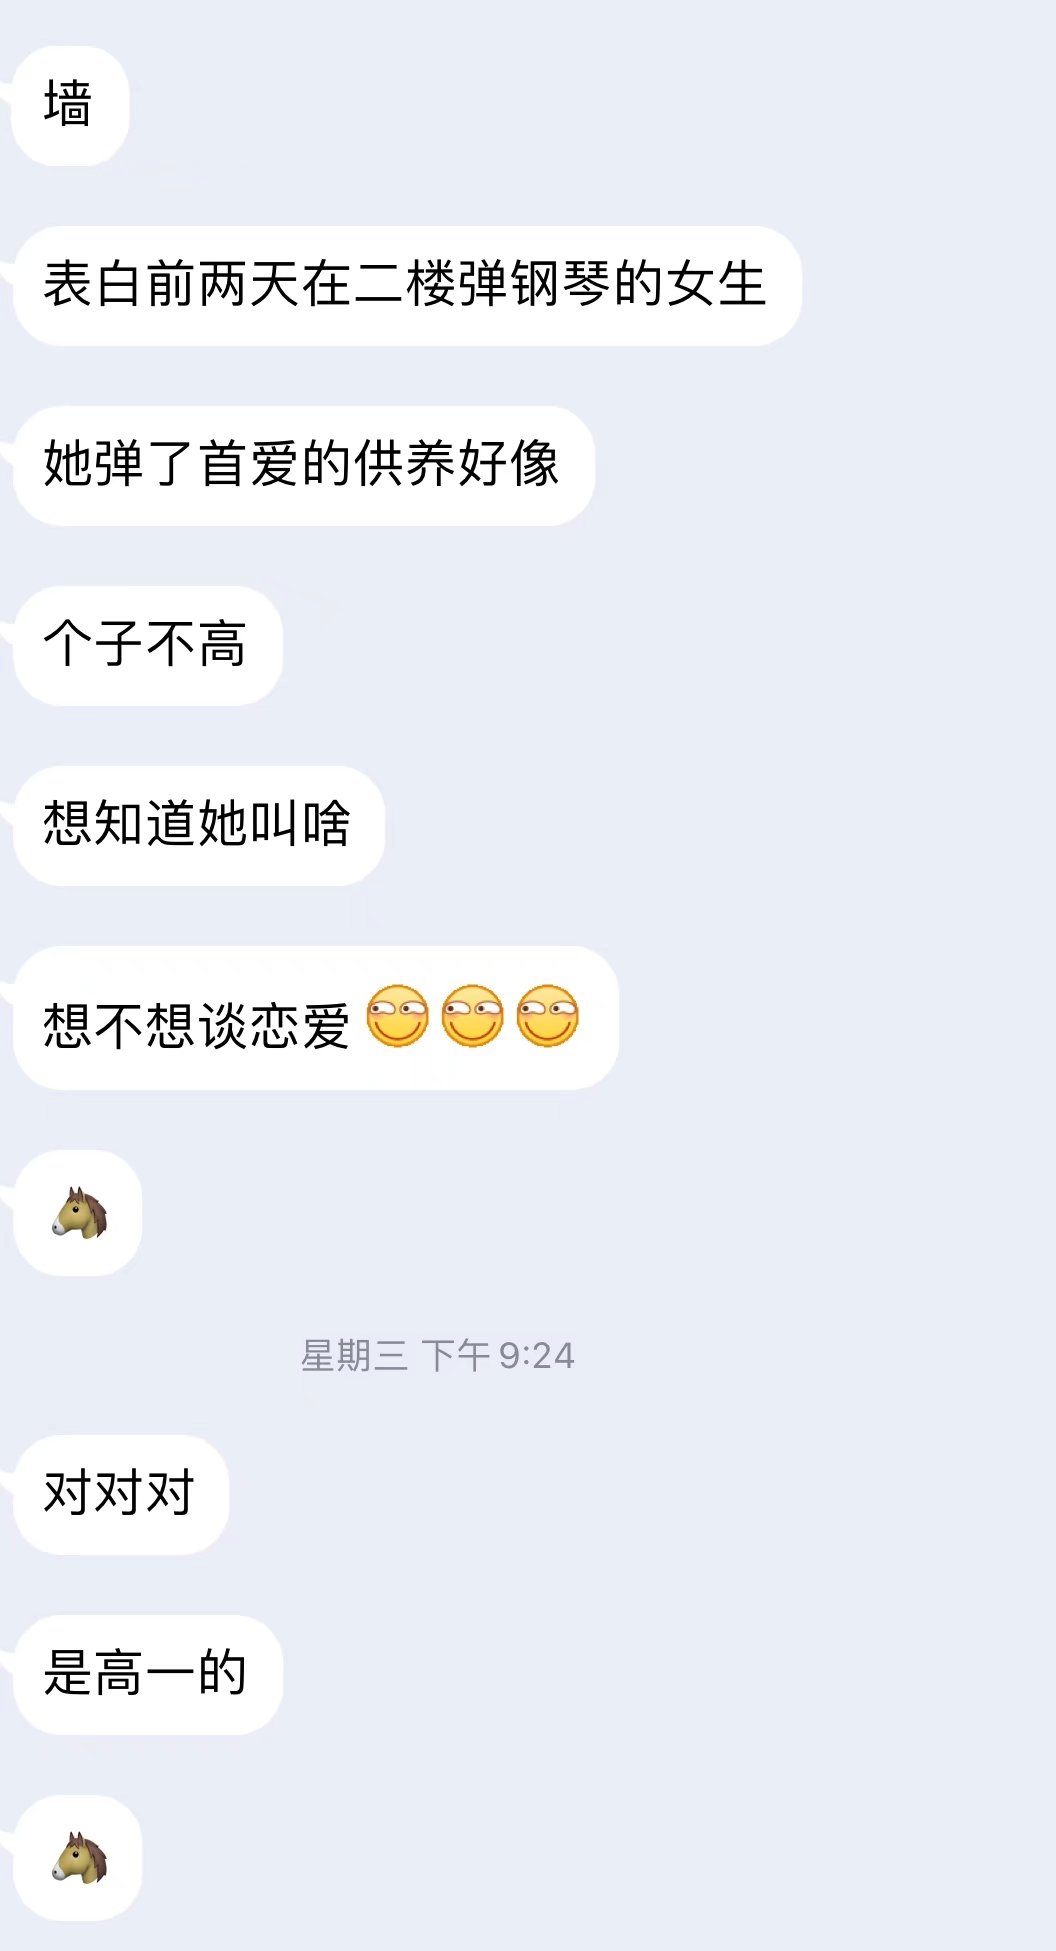 墙
表白前两天在二楼弹钢琴的女生
她弹了首爱的供养好像
个子不高
想知道她叫啥
想不想谈恋爱
星期三 下午 9:24
对对对
是高一的